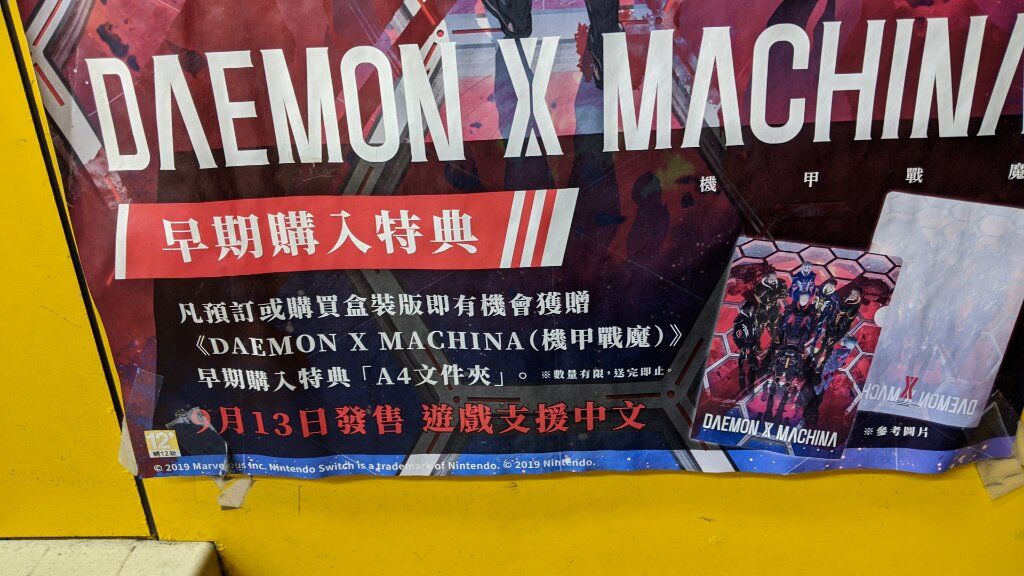 DAEMON X MACHINA
機甲戰魔
早期購入特典
凡預訂或購買盒裝版即有機會獲贈
《DAEMON X MACHINA(機甲戰魔)》
早期購入特典「A4文件夾」。※數量有限,送完即止。
9月13日發售 遊戲支援中文
DAEMON X MACHINA
DAEMON X MACH
※參考圖片
12+
輔12級
© 2019 Marvelous Inc. Nintendo Switch is a trademark of Nintendo. © 2019 Nintendo.